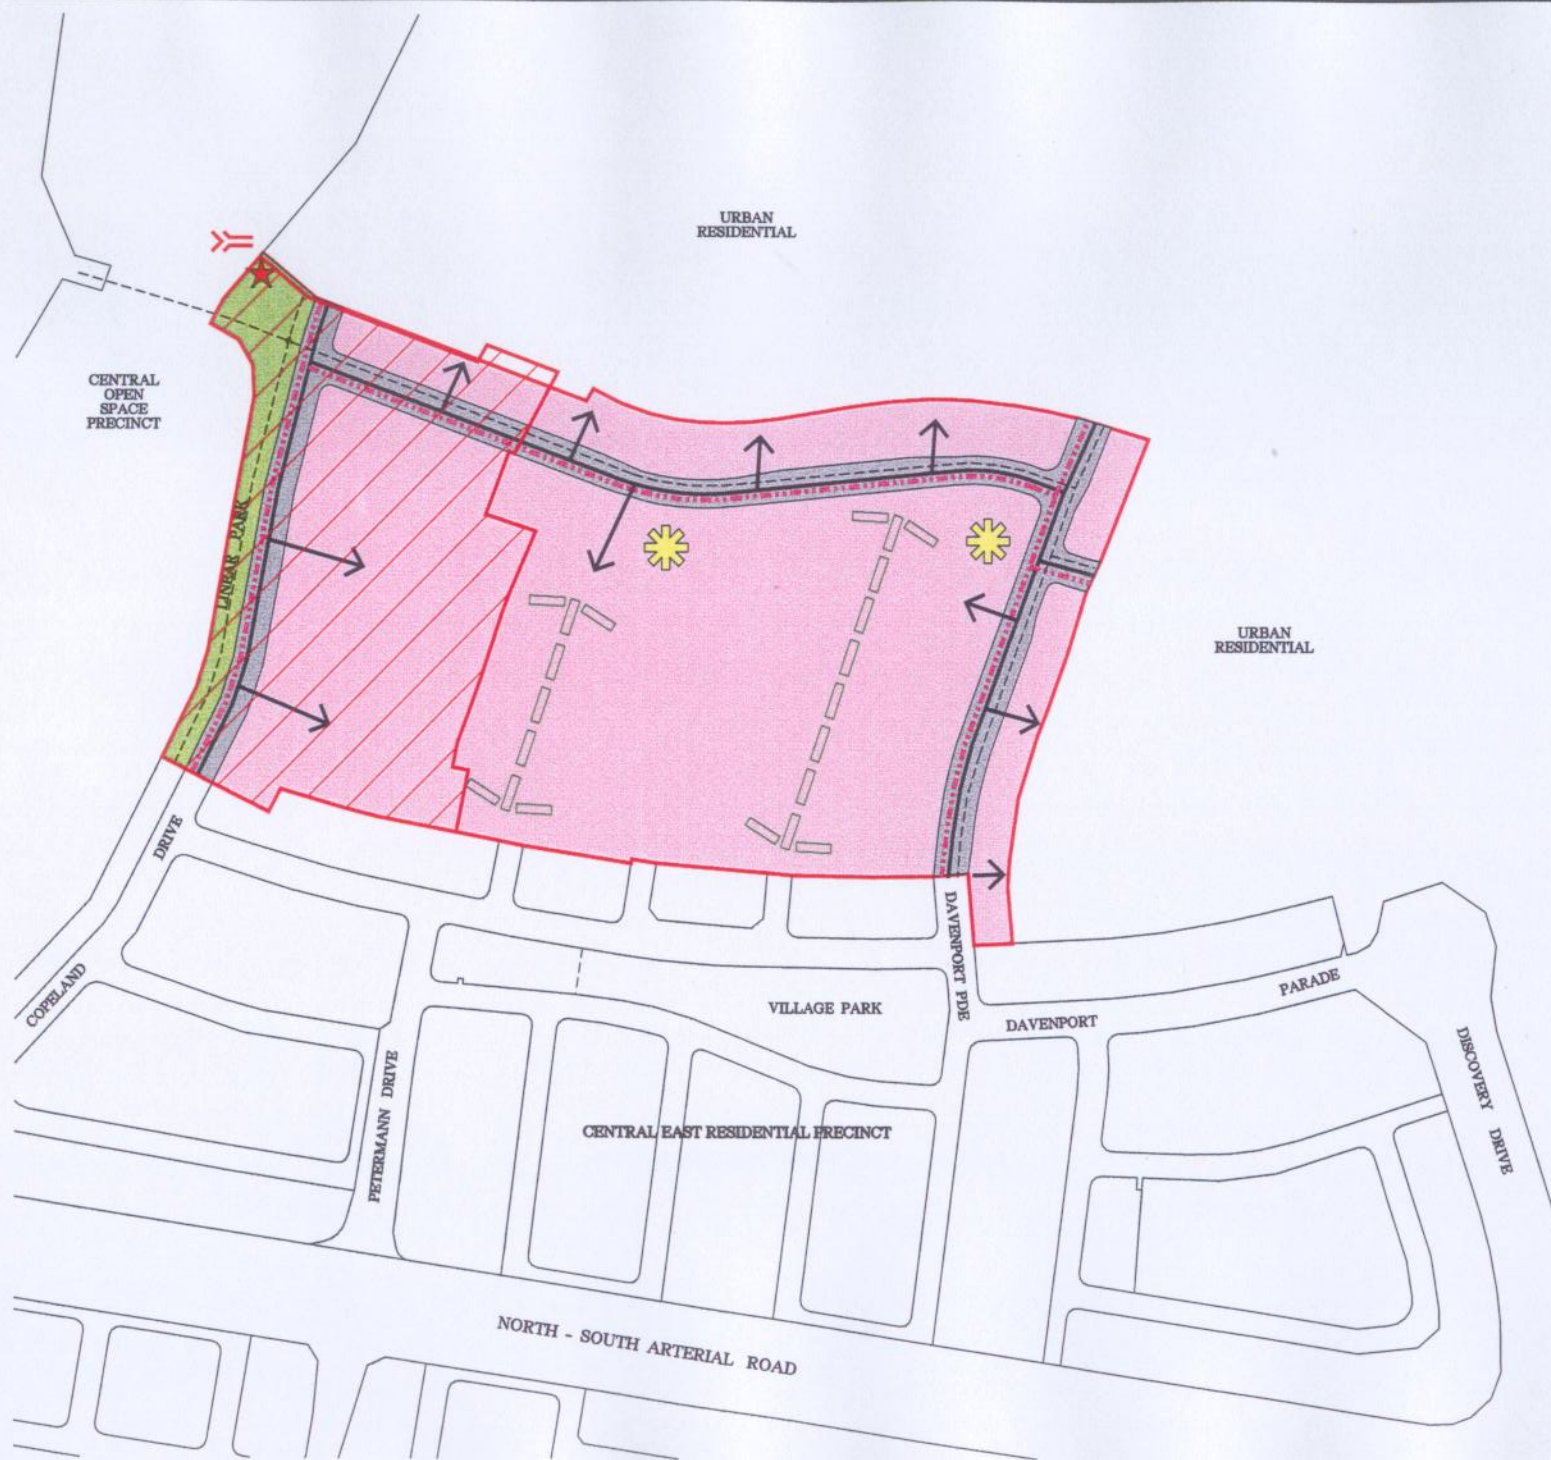 URBAN
RESIDENTIAL
CENTRAL
OPEN
SPACE
PRECINCT
LINEAR PARK
URBAN
RESIDENTIAL
DRIVE
COPELAND
DAVENPORT PDE
VILLAGE PARK
DAVENPORT
PARADE
DISCOVERY DRIVE
PETERMANN DRIVE
CENTRAL EAST RESIDENTIAL PRECINCT
NORTH - SOUTH ARTERIAL ROAD